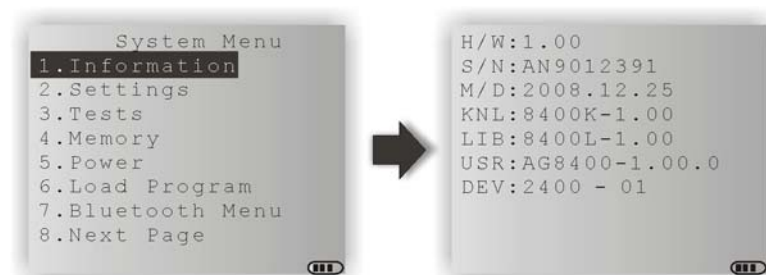 System Menu
1.Information
2.Settings
3.Tests
4.Memory
5.Power
6.Load Program
7.Bluetooth Menu
8.Next Page
H/W:1.00
S/N:AN9012391
M/D:2008.12.25
KNL:8400K-1.00
LIB:8400L-1.00
USR:AG8400-1.00.0
DEV:2400 - 01